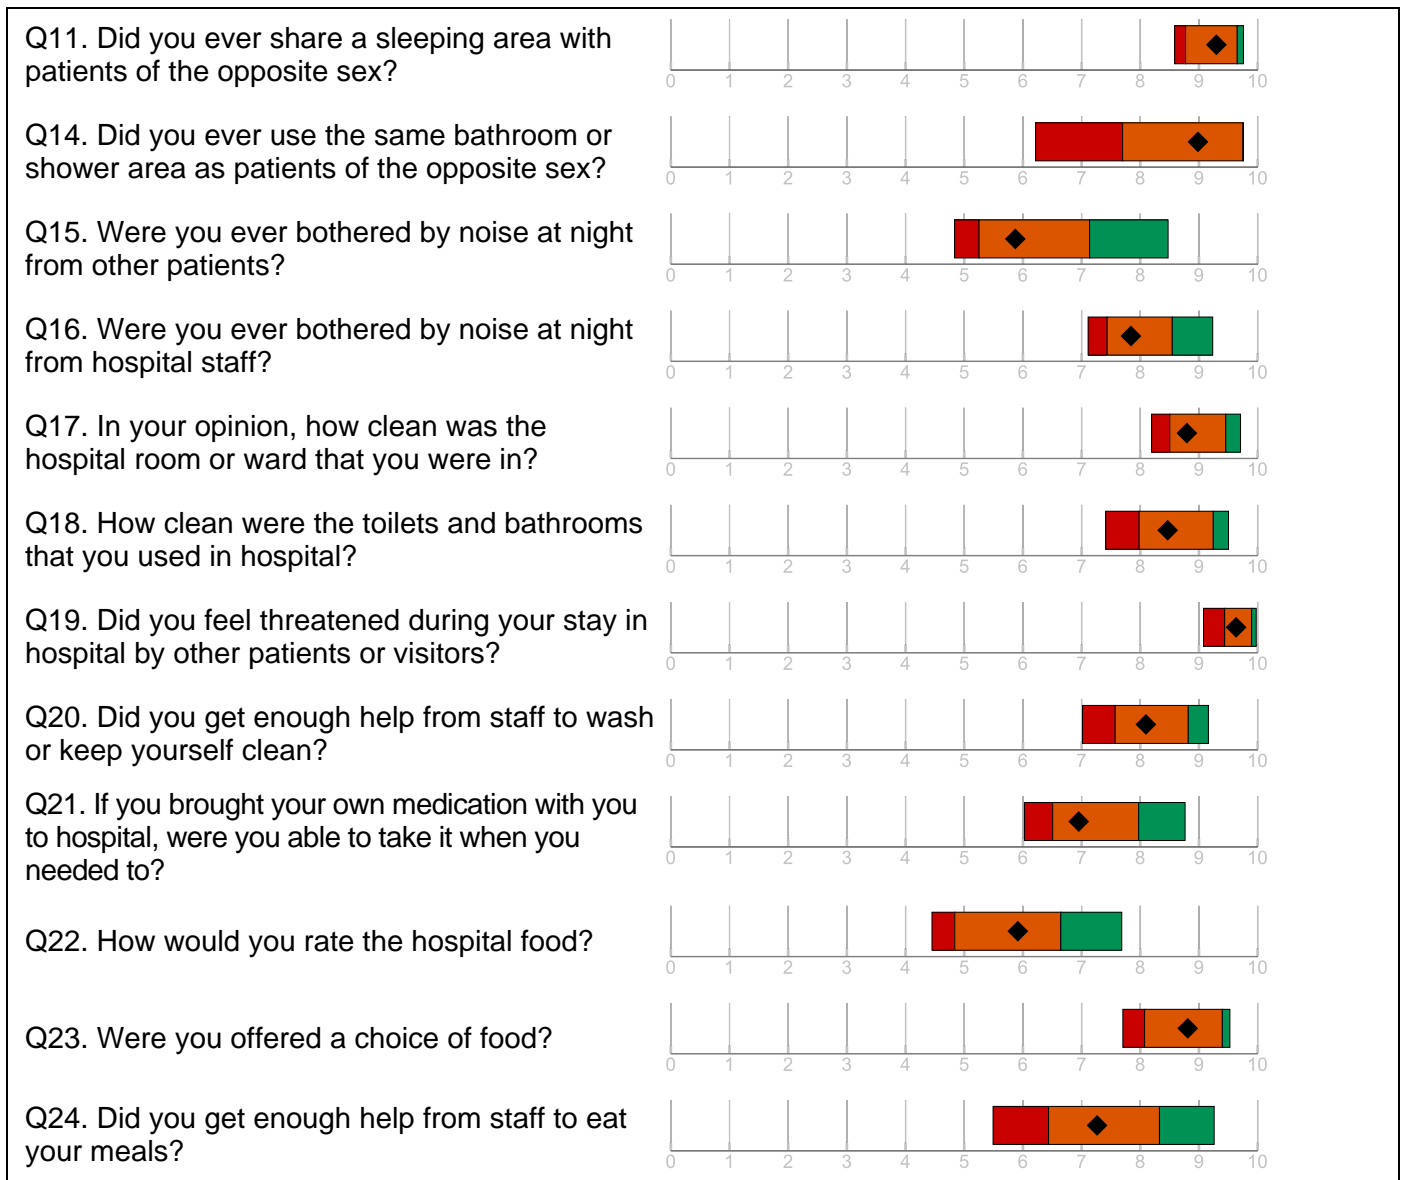 Q11. Did you ever share a sleeping area with
patients of the opposite sex?
0 1 2 3 4 5 6 7 8 9 10
Q14. Did you ever use the same bathroom or
shower area as patients of the opposite sex?
0 1 2 3 4 5 6 7 8 9 10
Q15. Were you ever bothered by noise at night
from other patients?
0 1 2 3 4 5 6 7 8 9 10
Q16. Were you ever bothered by noise at night
from hospital staff?
0 1 2 3 4 5 6 7 8 9 10
Q17. In your opinion, how clean was the
hospital room or ward that you were in?
0 1 2 3 4 5 6 7 8 9 10
Q18. How clean were the toilets and bathrooms
that you used in hospital?
0 1 2 3 4 5 6 7 8 9 10
Q19. Did you feel threatened during your stay in
hospital by other patients or visitors?
0 1 2 3 4 5 6 7 8 9 10
Q20. Did you get enough help from staff to wash
or keep yourself clean?
0 1 2 3 4 5 6 7 8 9 10
Q21. If you brought your own medication with you
to hospital, were you able to take it when you
needed to?
0 1 2 3 4 5 6 7 8 9 10
Q22. How would you rate the hospital food?
0 1 2 3 4 5 6 7 8 9 10
Q23. Were you offered a choice of food?
0 1 2 3 4 5 6 7 8 9 10
Q24. Did you get enough help from staff to eat
your meals?
0 1 2 3 4 5 6 7 8 9 10